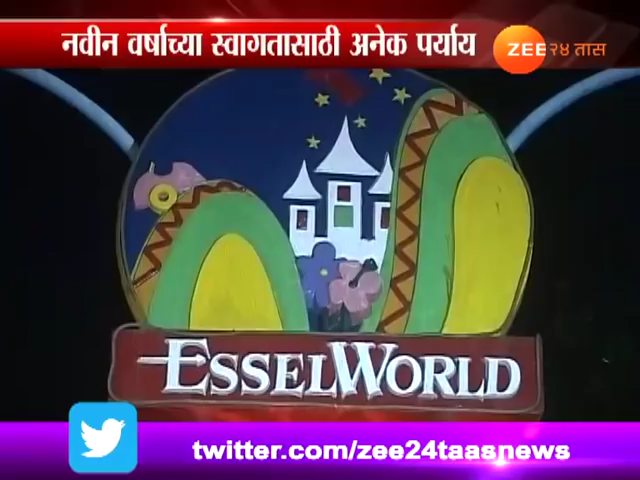 नवीन वर्षाच्या स्वागतासाठी अनेक पर्याय
ZEE २४ तास
ESSELWORLD
twitter.com/zee24taasnews